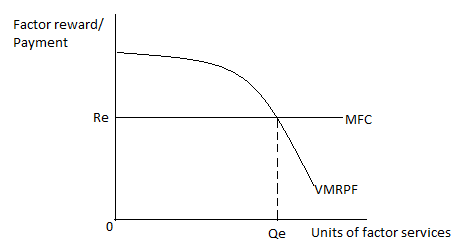 Factor reward/
Payment
Re
MFC
VMRPF
0
Qe
Units of factor services